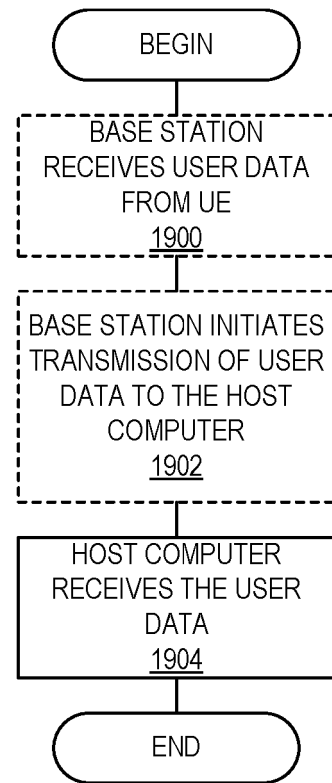 BEGIN
BASE STATION
RECEIVES USER DATA
FROM UE
1900
BASE STATION INITIATES
TRANSMISSION OF USER
DATA TO THE HOST
COMPUTER
1902
HOST COMPUTER
RECEIVES THE USER
DATA
1904
END